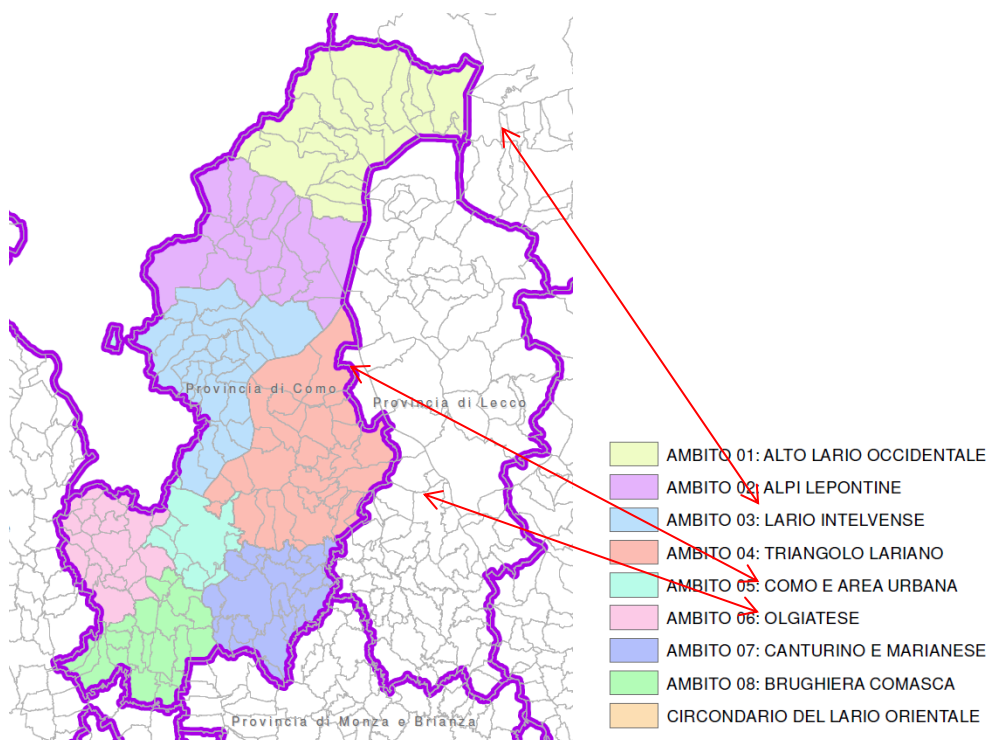 Provincia di Como
Provincia di Lecco
AMBITO 01: ALTO LARIO OCCIDENTALE
AMBITO 02: ALPI LEPONTINE
AMBITO 03: LARIO INTELVENSE
AMBITO 04: TRIANGOLO LARIANO
AMBITO 05: COMO E AREA URBANA
AMBITO 06: OLGIATESE
AMBITO 07: CANTURINO E MARIANESE
AMBITO 08: BRUGHIERA COMASCA
CIRCONDARIO DEL LARIO ORIENTALE
Provincia di Monza e Brianza